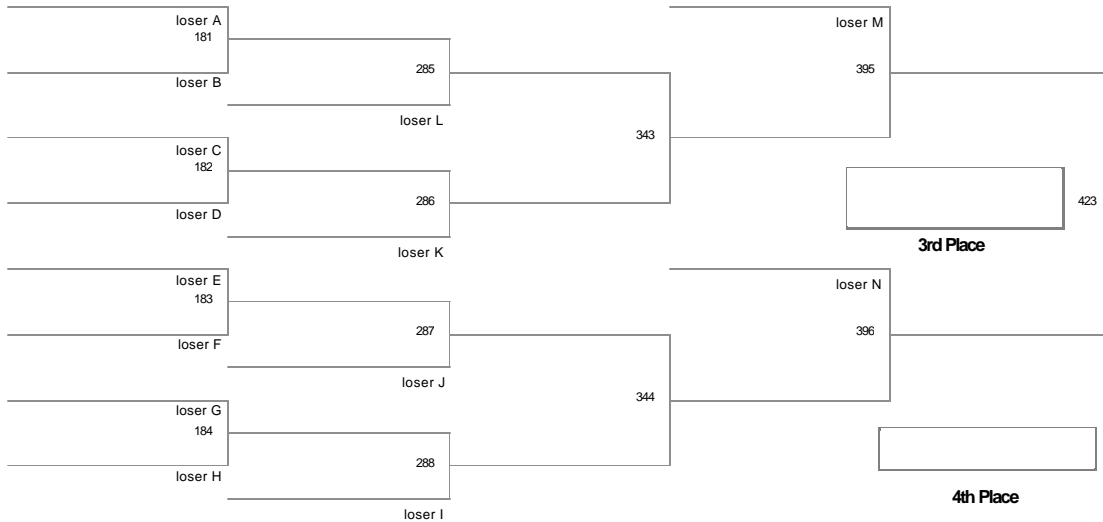 loser A
181
loser B
loser C
182
loser D
loser E
183
loser F
loser G
184
loser H
285
loser L
286
loser K
287
loser J
288
loser I
343
344
loser M
395
loser N
396
423
3rd Place
4th Place